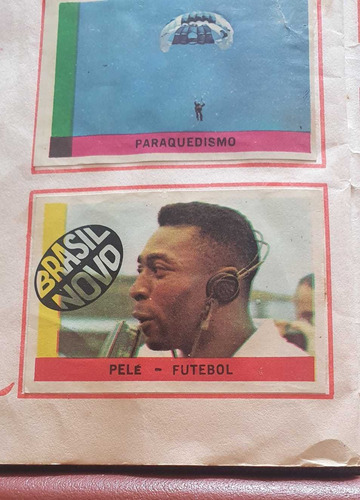 PARAQUEDISMO
BRASIL
NOVO
PELÉ - FUTEBOL